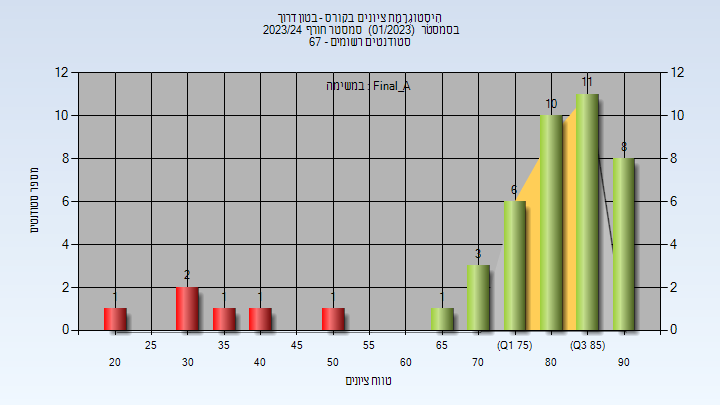 היסטוגרמת ציונים בקורס - בטון דרוך
בסמסטר (01/2023) סמסטר חורף 2023/24
סטודנטים רשומים - 67
במשימה : Final_A
12 12
10 10
8 8
6 6
4 4
2 2
0 0
1 2 1 1 1 1 3 6 10 11 8
מספר סטודנטים
25 35 45 55 65 (Q1 75) (Q3 85)
20 30 40 50 60 70 80 90
טווח ציונים